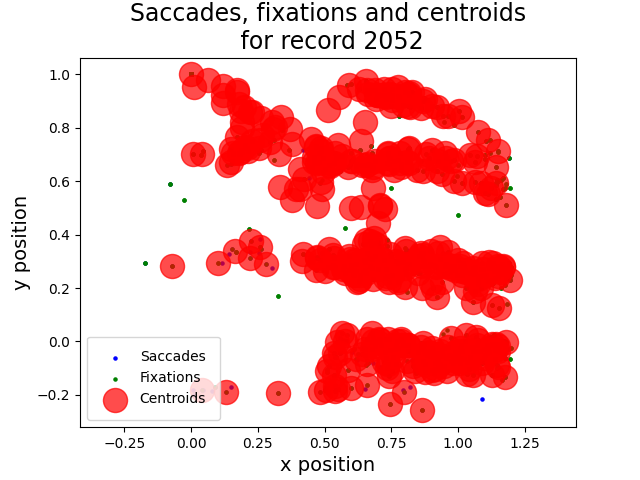 Saccades, fixations and centroids
for record 2052
1.0
0.8
0.6
0.4
0.2
0.0
−0.2
y position
Saccades
Fixations
Centroids
−0.25
0.00
0.25
0.50
0.75
1.00
1.25
x position